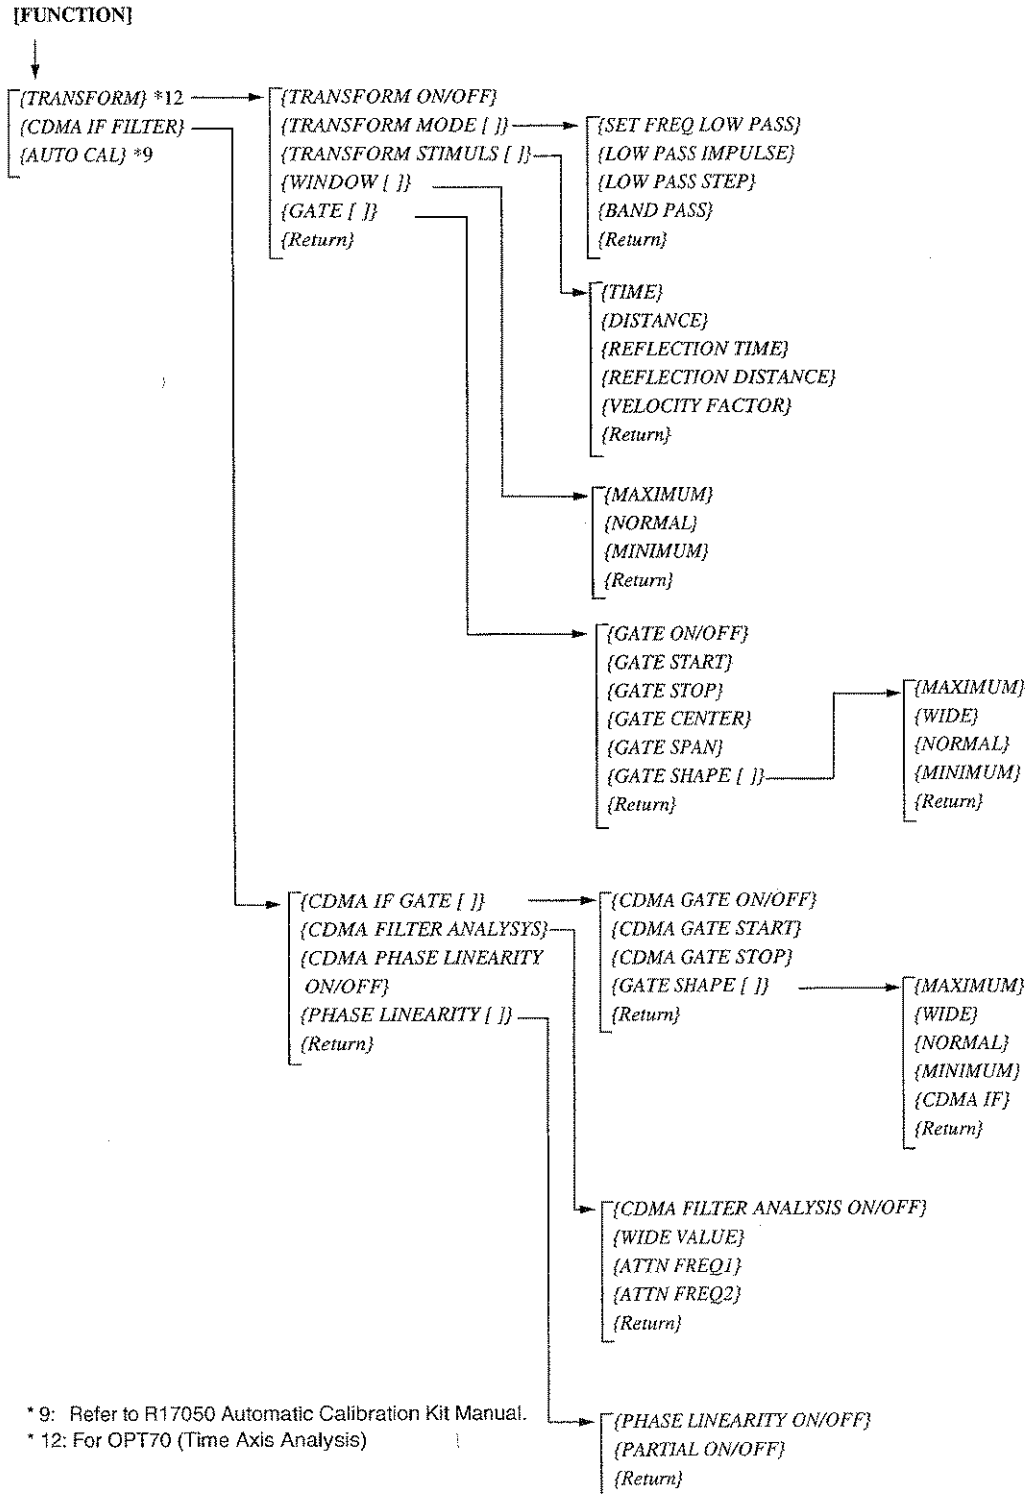 [FUNCTION]
{TRANSFORM} *12
{CDMA IF FILTER}
{AUTO CAL} *9
{TRANSFORM ON/OFF}
{TRANSFORM MODE [ ]}
{TRANSFORM STIMULS [ ]}
{WINDOW [ ]}
{GATE [ ]}
{Return}
{SET FREQ LOW PASS}
{LOW PASS IMPULSE}
{LOW PASS STEP}
{BAND PASS}
{Return}
{TIME}
{DISTANCE}
{REFLECTION TIME}
{REFLECTION DISTANCE}
{VELOCITY FACTOR}
{Return}
{MAXIMUM}
{NORMAL}
{MINIMUM}
{Return}
{GATE ON/OFF}
{GATE START}
{GATE STOP}
{GATE CENTER}
{GATE SPAN}
{GATE SHAPE [ ]}
{Return}
{MAXIMUM}
{WIDE}
{NORMAL}
{MINIMUM}
{Return}
{CDMA IF GATE [ ]}
{CDMA FILTER ANALYSYS}
{CDMA PHASE LINEARITY
ON/OFF}
{PHASE LINEARITY [ ]}
{Return}
{CDMA GATE ON/OFF}
{CDMA GATE START}
{CDMA GATE STOP}
{GATE SHAPE [ ]}
{Return}
{MAXIMUM}
{WIDE}
{NORMAL}
{MINIMUM}
{CDMA IF}
{Return}
{CDMA FILTER ANALYSIS ON/OFF}
{WIDE VALUE}
{ATTN FREQ1}
{ATTN FREQ2}
{Return}
{PHASE LINEARITY ON/OFF}
{PARTIAL ON/OFF}
{Return}
* 9: Refer to R17050 Automatic Calibration Kit Manual.
* 12: For OPT70 (Time Axis Analysis)